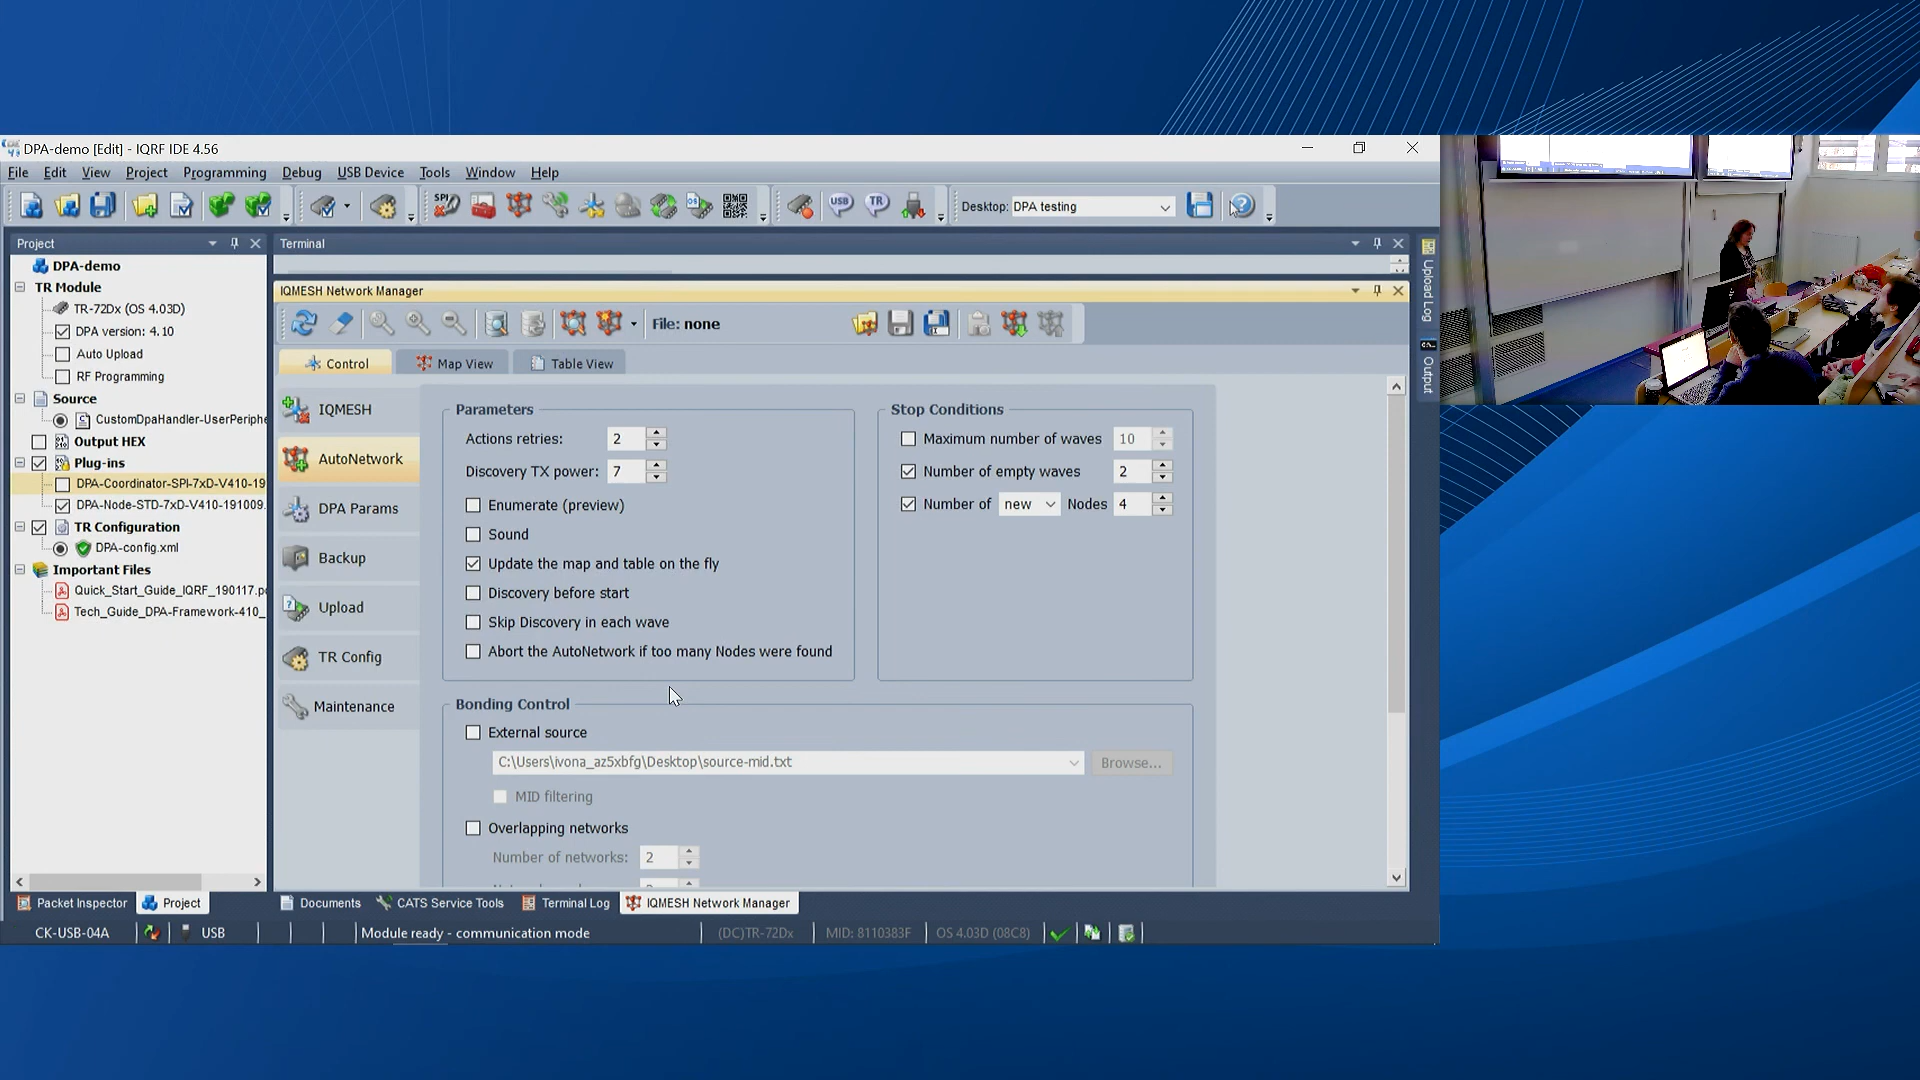 DPA-demo [Edit] - IQRF IDE 4.56
File Edit View Project Programming Debug USB Device Tools Window Help
Desktop: DPA testing
Project
DPA-demo
TR Module
TR-72Dx (OS 4.03D)
DPA version: 4.10
Auto Upload
RF Programming
Source
CustomDpaHandler-UserPeriphe
Output HEX
Plug-ins
DPA-Coordinator-SPI-7xD-V410-19
DPA-Node-STD-7xD-V410-191009.
TR Configuration
DPA-config.xml
Important Files
Quick_Start_Guide_IQRF_190117.p
Tech_Guide_DPA-Framework-410_
Packet Inspector Project
Terminal
IQMESH Network Manager
File: none
Control Map View Table View
IQMESH
AutoNetwork
DPA Params
Backup
Upload
TR Config
Maintenance
Parameters
Actions retries: 2
Discovery TX power: 7
Enumerate (preview)
Sound
Update the map and table on the fly
Discovery before start
Skip Discovery in each wave
Abort the AutoNetwork if too many Nodes were found
Stop Conditions
Maximum number of waves 10
Number of empty waves 2
Number of new Nodes 4
Bonding Control
External source
C:\Users\ivona_az5xbfg\Desktop\source-mid.txt Browse...
MID filtering
Overlapping networks
Number of networks: 2
Documents CATS Service Tools Terminal Log IQMESH Network Manager
Upload Log
Output
CK-USB-04A USB Module ready - communication mode (DC)TR-72Dx MID: 8110383F OS 4.03D (08C8)